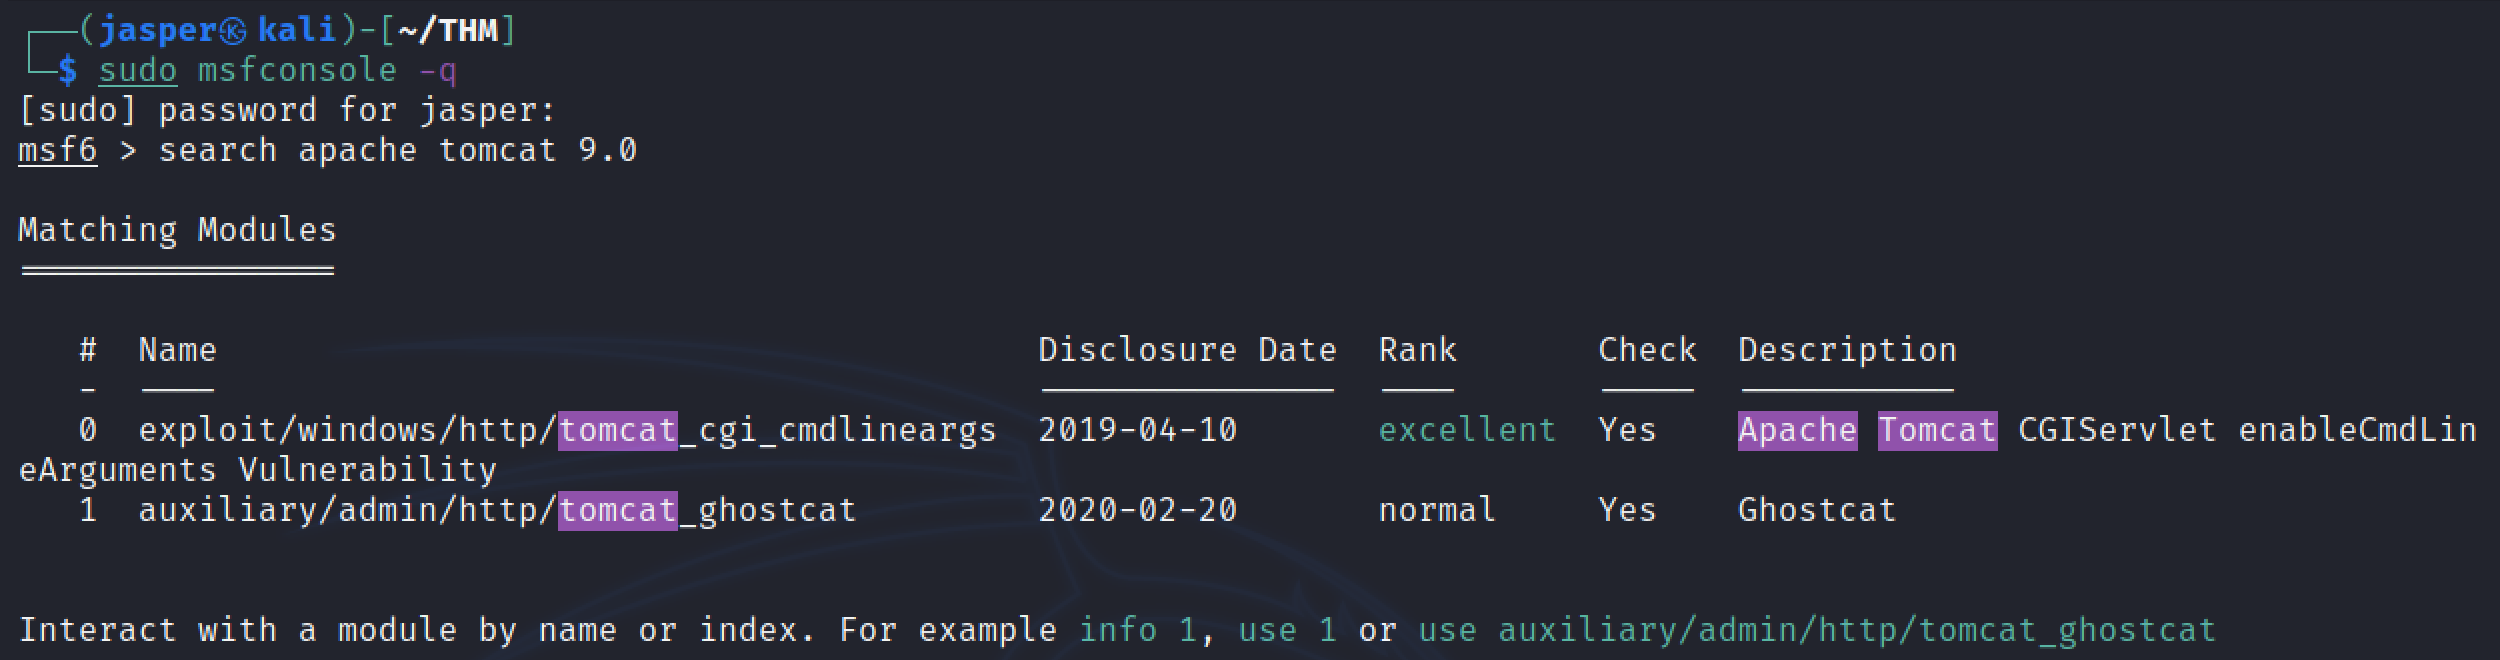 ┌──(jasper㉿kali)-[~/THM]
└─$ sudo msfconsole -q
[sudo] password for jasper:
msf6 > search apache tomcat 9.0
Matching Modules
================
   #  Name                                         Disclosure Date  Rank       Check  Description
   -  ----                                         ---------------  ----       -----  -----------
   0  exploit/windows/http/tomcat_cgi_cmdlineargs  2019-04-10       excellent  Yes    Apache Tomcat CGIServlet enableCmdLin
eArguments Vulnerability
   1  auxiliary/admin/http/tomcat_ghostcat         2020-02-20       normal     Yes    Ghostcat
Interact with a module by name or index. For example info 1, use 1 or use auxiliary/admin/http/tomcat_ghostcat